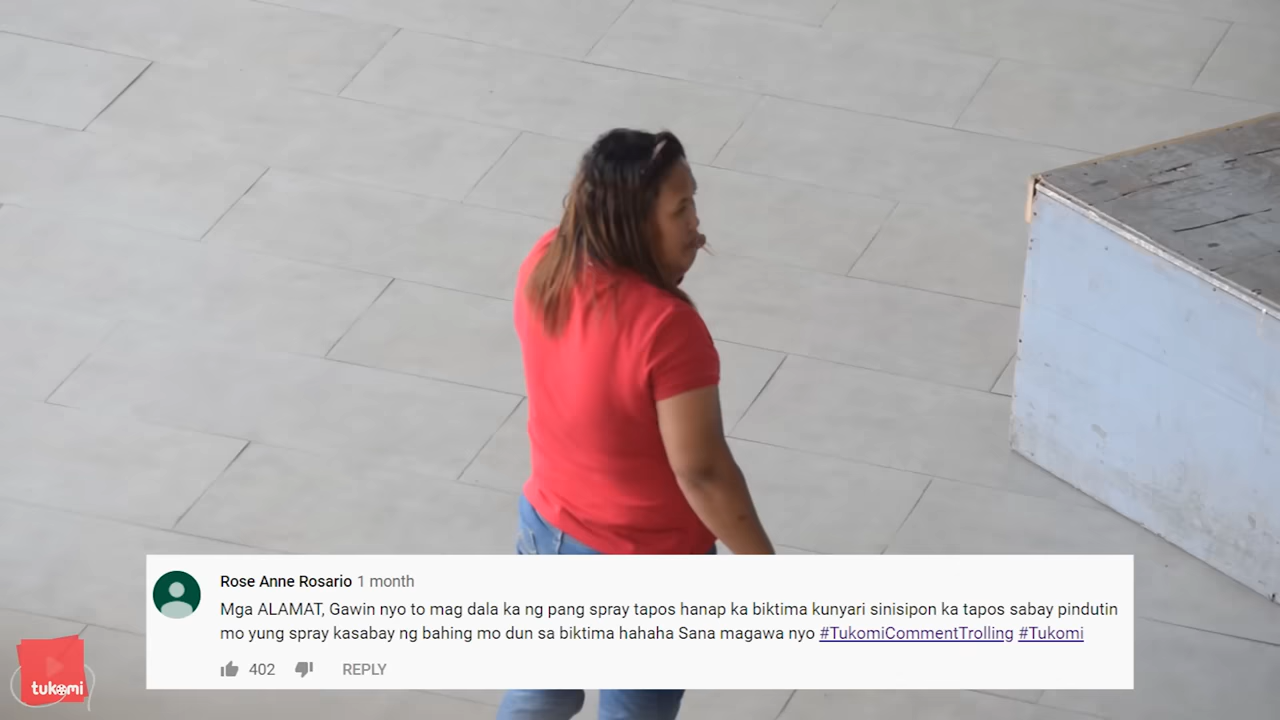 Rose Anne Rosario 1 month
Mga ALAMAT, Gawin nyo to mag dala ka ng pang spray tapos hanap ka biktima kunyari sinisipon ka tapos sabay pindutin
mo yung spray kasabay ng bahing mo dun sa biktima hahaha Sana magawa nyo #TukomiCommentTrolling #Tukomi
402 REPLY
tukomi